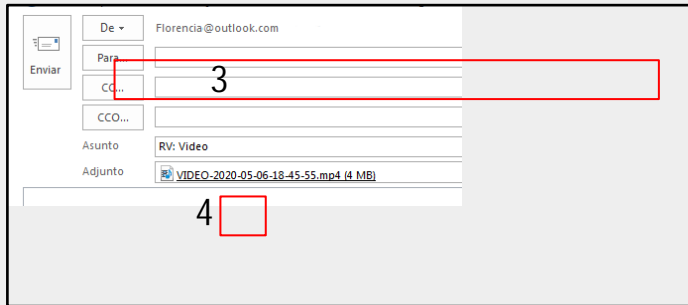 De Florencia@outlook.com
Enviar
Para...
3
CC...
CCO...
Asunto RV: Video
Adjunto VIDEO-2020-05-06-18-45-55.mp4 (4 MB)
4